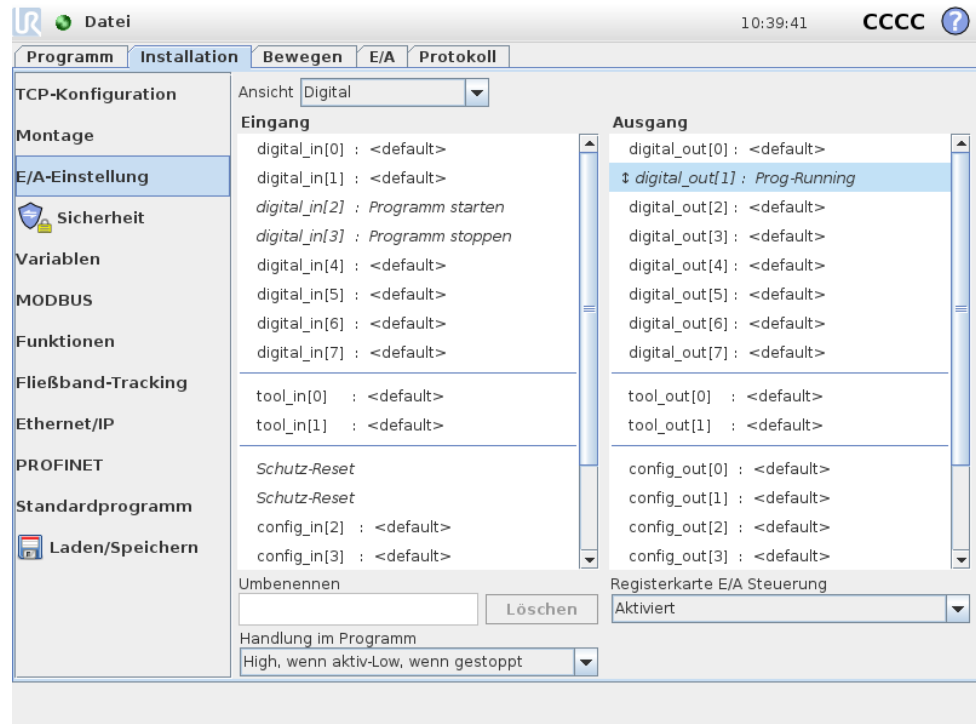 UR Datei 10:39:41 CCCC ?
Programm Installation Bewegen E/A Protokoll
TCP-Konfiguration
Montage
E/A-Einstellung
Sicherheit
Variablen
MODBUS
Funktionen
Fließband-Tracking
Ethernet/IP
PROFINET
Standardprogramm
Laden/Speichern
Ansicht Digital
Eingang
digital_in[0] : <default>
digital_in[1] : <default>
digital_in[2] : Programm starten
digital_in[3] : Programm stoppen
digital_in[4] : <default>
digital_in[5] : <default>
digital_in[6] : <default>
digital_in[7] : <default>
tool_in[0] : <default>
tool_in[1] : <default>
Schutz-Reset
Schutz-Reset
config_in[2] : <default>
config_in[3] : <default>
Umbenennen
Löschen
Handlung im Programm
High, wenn aktiv-Low, wenn gestoppt
Ausgang
digital_out[0] : <default>
↕ digital_out[1] : Prog-Running
digital_out[2] : <default>
digital_out[3] : <default>
digital_out[4] : <default>
digital_out[5] : <default>
digital_out[6] : <default>
digital_out[7] : <default>
tool_out[0] : <default>
tool_out[1] : <default>
config_out[0] : <default>
config_out[1] : <default>
config_out[2] : <default>
config_out[3] : <default>
Registerkarte E/A Steuerung
Aktiviert